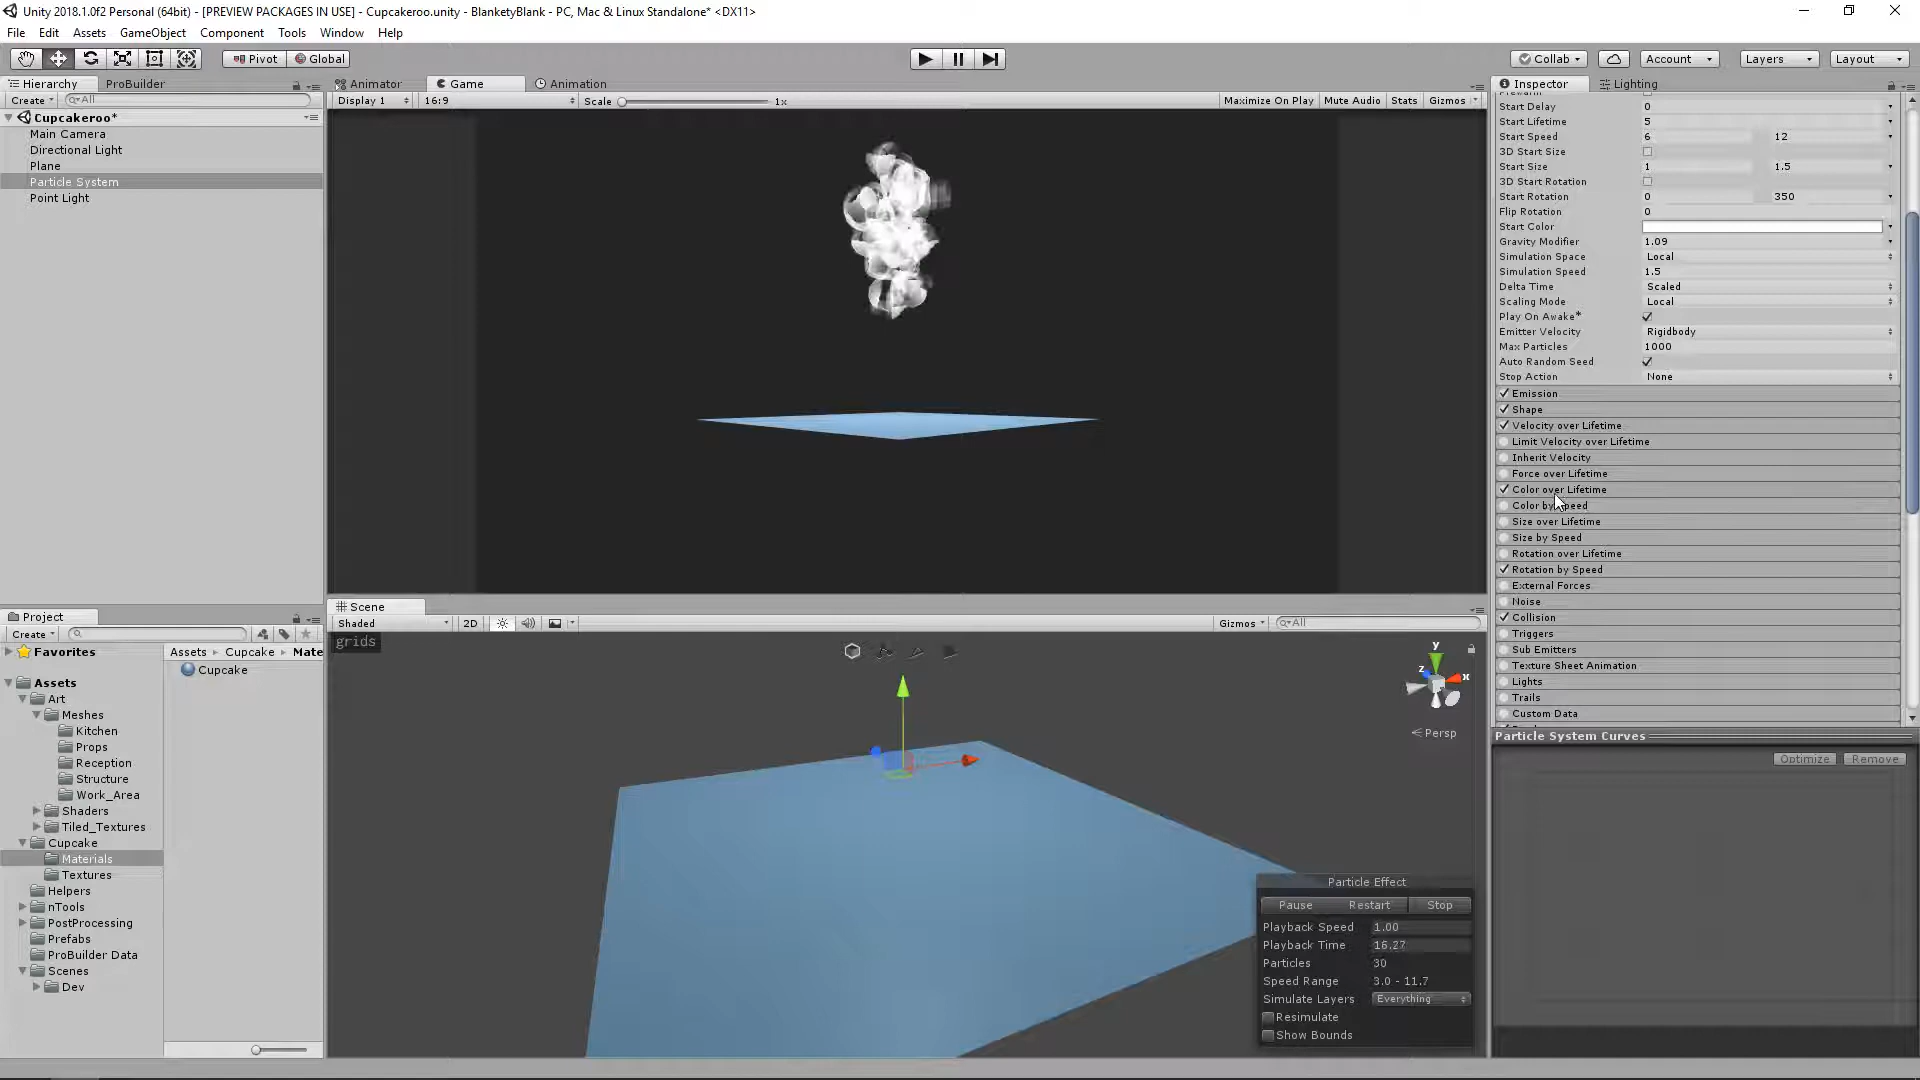 Unity 2018.1.0f2 Personal (64bit) - [PREVIEW PACKAGES IN USE] - Cupcakeroo.unity - BlanketyBlank - PC, Mac & Linux Standalone* <DX11>
File Edit Assets GameObject Component Tools Window Help
Pivot Global Collab Account Layers Layout
Hierarchy ProBuilder
Create All
Cupcakeroo*
Main Camera
Directional Light
Plane
Particle System
Point Light
Animator Game Animation
Display 1 16:9 Scale 1x Maximize On Play Mute Audio Stats Gizmos
Inspector Lighting
Start Delay 0
Start Lifetime 5
Start Speed 6 12
3D Start Size
Start Size 1 1.5
3D Start Rotation
Start Rotation 0 350
Flip Rotation 0
Start Color
Gravity Modifier 1.09
Simulation Space Local
Simulation Speed 1.5
Delta Time Scaled
Scaling Mode Local
Play On Awake*
Emitter Velocity Rigidbody
Max Particles 1000
Auto Random Seed
Stop Action None
Emission
Shape
Velocity over Lifetime
Limit Velocity over Lifetime
Inherit Velocity
Force over Lifetime
Color over Lifetime
Color by Speed
Size over Lifetime
Size by Speed
Rotation over Lifetime
Rotation by Speed
External Forces
Noise
Collision
Triggers
Sub Emitters
Texture Sheet Animation
Lights
Trails
Custom Data
Particle System Curves
Optimize Remove
Project
Create
Favorites
Assets
Art
Meshes
Kitchen
Props
Reception
Structure
Work_Area
Shaders
Tiled_Textures
Cupcake
Materials
Textures
Helpers
nTools
PostProcessing
Prefabs
ProBuilder Data
Scenes
Dev
Assets Cupcake Mate
Cupcake
Scene
Shaded 2D Gizmos All
grids
y
z x
Persp
Particle Effect
Pause Restart Stop
Playback Speed 1.00
Playback Time 16.27
Particles 30
Speed Range 3.0 - 11.7
Simulate Layers Everything
Resimulate
Show Bounds